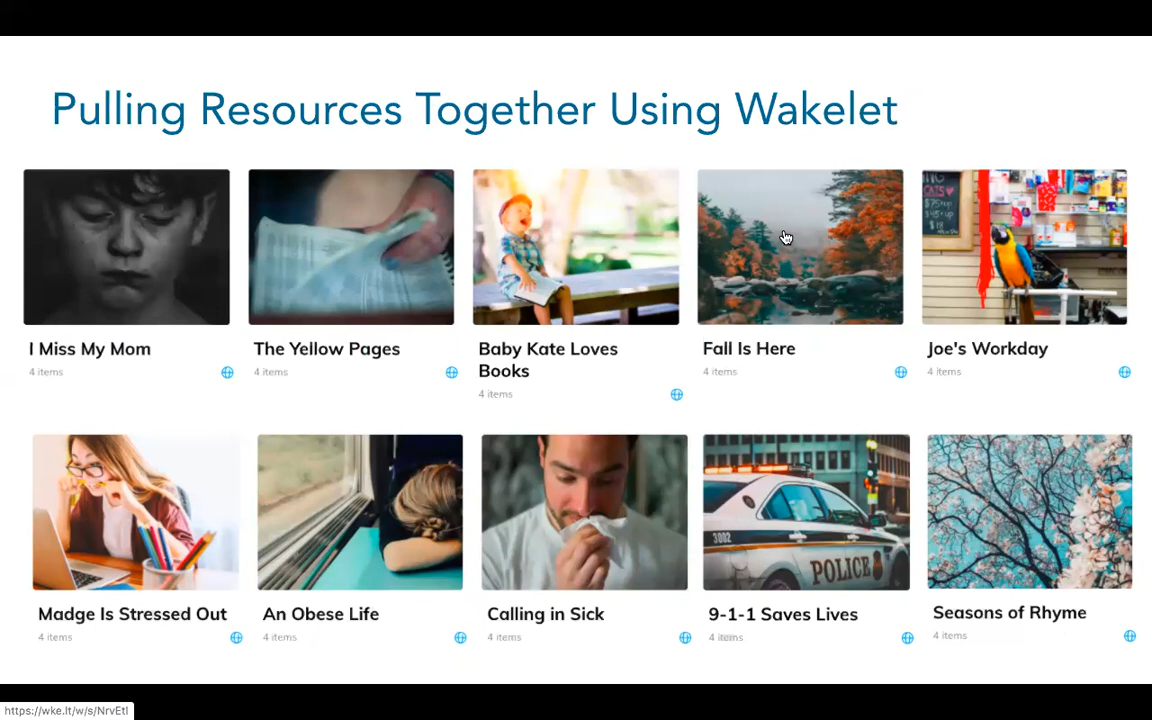 Pulling Resources Together Using Wakelet
CATS
I Miss My Mom
4 items
The Yellow Pages
4 items
Baby Kate Loves
Books
4 items
Fall Is Here
4 items
Joe's Workday
4 items
3002
POLICE
Madge Is Stressed Out
4 items
An Obese Life
4 items
Calling in Sick
4 items
9-1-1 Saves Lives
4 items
Seasons of Rhyme
4 items
https://wke.lt/w/s/NrvEtl